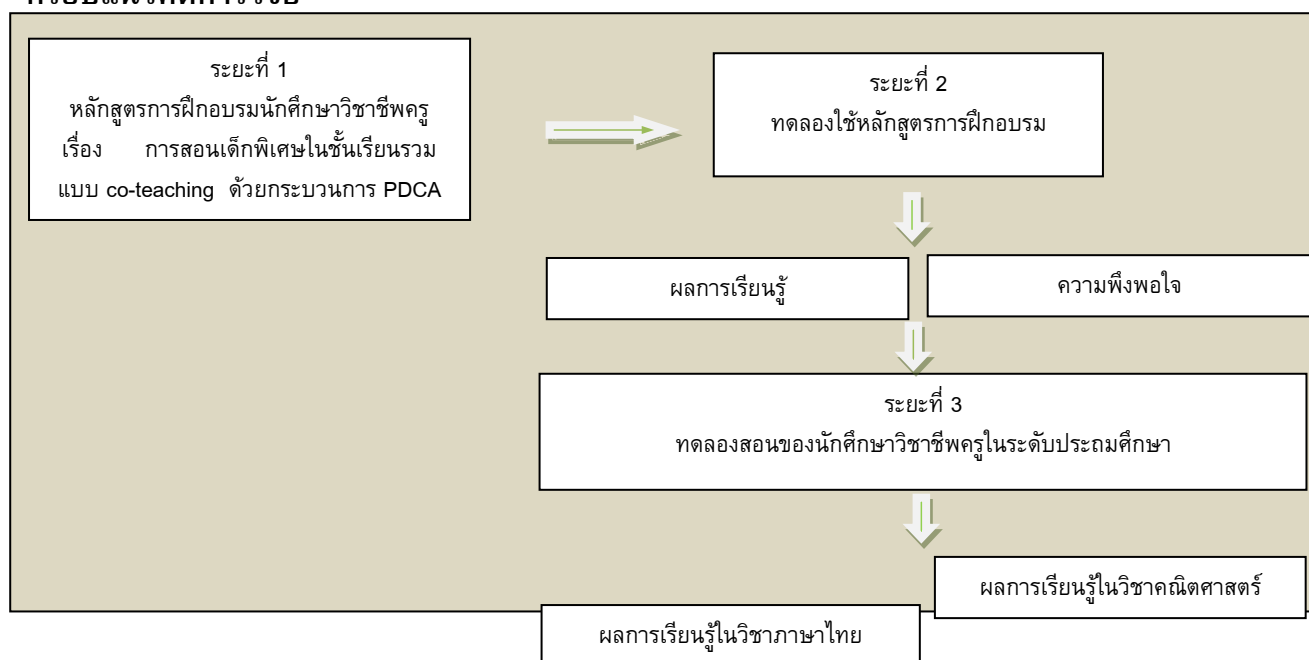 ระยะที่ 1
หลักสูตรการฝึกอบรมนักศึกษาวิชาชีพครู
เรื่อง การสอนเด็กพิเศษในชั้นเรียนรวม
แบบ co-teaching ด้วยกระบวนการ PDCA
ระยะที่ 2
ทดลองใช้หลักสูตรการฝึกอบรม
ผลการเรียนรู้
ความพึงพอใจ
ระยะที่ 3
ทดลองสอนของนักศึกษาวิชาชีพครูในระดับประถมศึกษา
ผลการเรียนรู้ในวิชาคณิตศาสตร์
ผลการเรียนรู้ในวิชาภาษาไทย